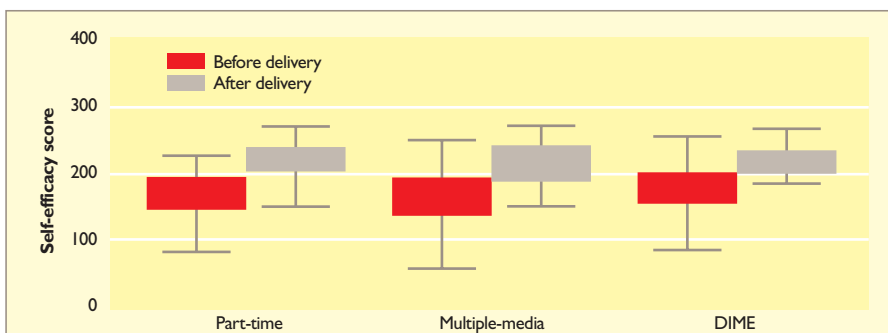 400
300
200
100
0
Self-efficacy score
Before delivery
After delivery
Part-time
Multiple-media
DIME